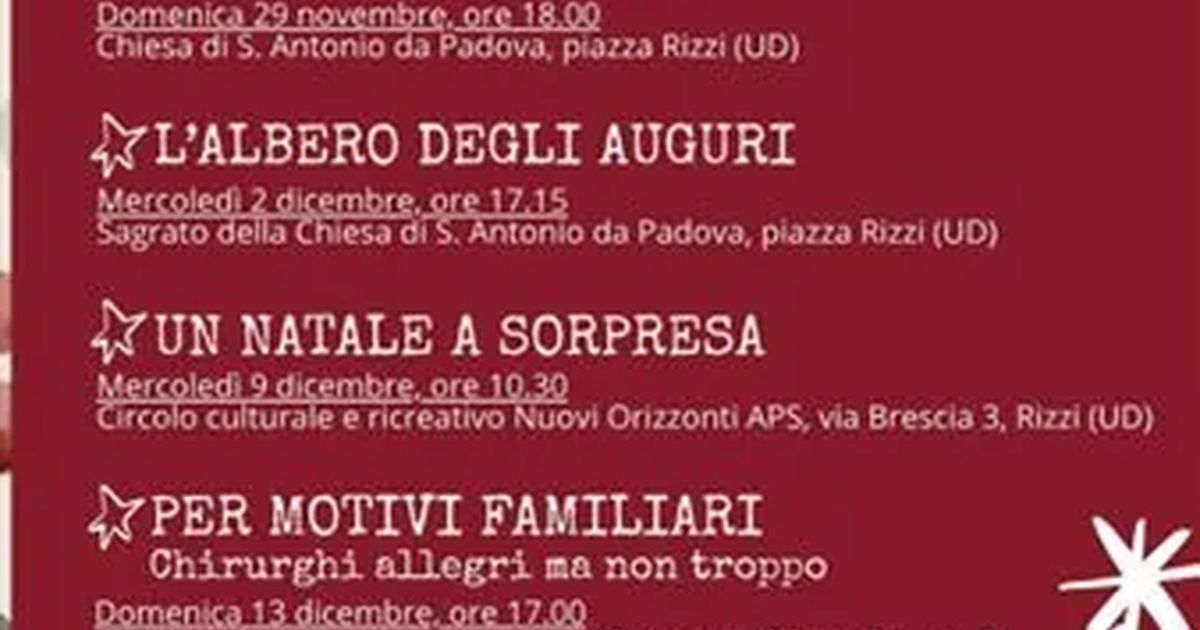 Domenica 29 novembre, ore 18.00
Chiesa di S. Antonio da Padova, piazza Rizzi (UD)
L'ALBERO DEGLI AUGURI
Mercoledì 2 dicembre, ore 17.15
Sagrato della Chiesa di S. Antonio da Padova, piazza Rizzi (UD)
UN NATALE A SORPRESA
Mercoledì 9 dicembre, ore 10.30
Circolo culturale e ricreativo Nuovi Orizzonti APS, via Brescia 3, Rizzi (UD)
PER MOTIVI FAMILIARI
Chirurghi allegri ma non troppo
Domenica 13 dicembre, ore 17.00